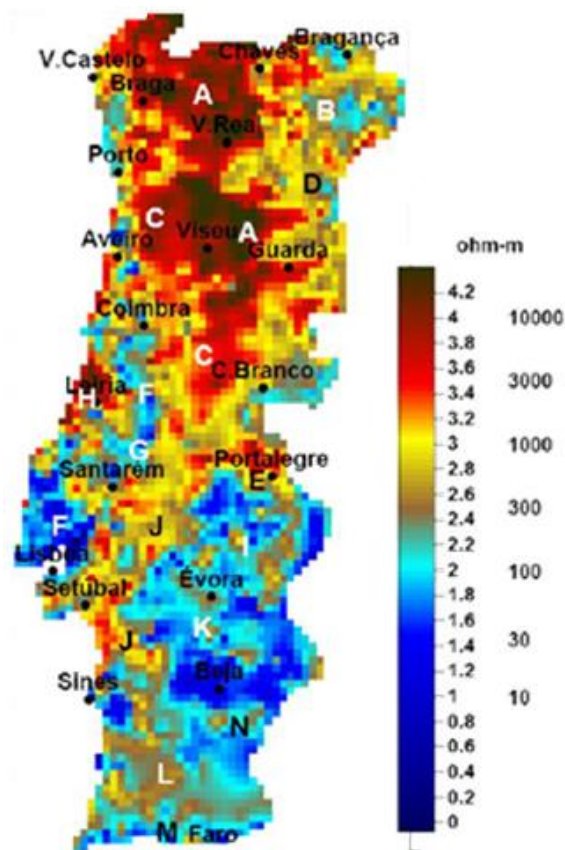 Bragança
Chaves
V.Castelo
Braga
A
B
V.Real
Porto
D
C
A
Viseu
Aveiro
Guarda
ohm-m
Coimbra
C
C.Branco
Leiria
H
F
G
Portalegre
Santarém
E
F
J
I
Lisboa
Évora
Setúbal
K
J
Beja
Sines
N
L
M
Faro
4.2
4
10000
3.8
3.6
3.4
3000
3.2
3
1000
2.8
2.6
2.4
300
2.2
2
100
1.8
1.6
1.4
30
1.2
1
10
0.8
0.6
0.4
0.2
0